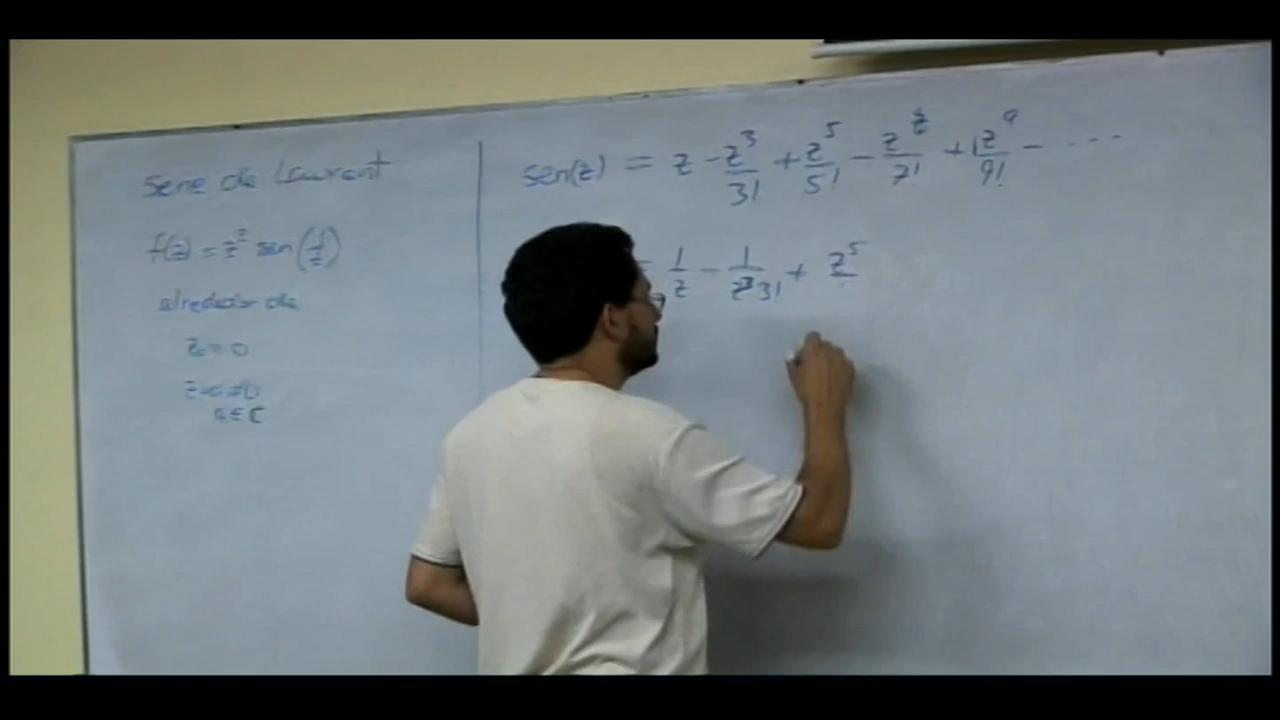 Serie de Laurent
f(z) = z² sen(1/z)
alrededor de
z₀ = 0
a ∈ ℂ
sen(z) = z - z³/3! + z⁵/5! - z⁷/7! + z⁹/9! - ....
= 1/z - 1/z³3! + z⁵